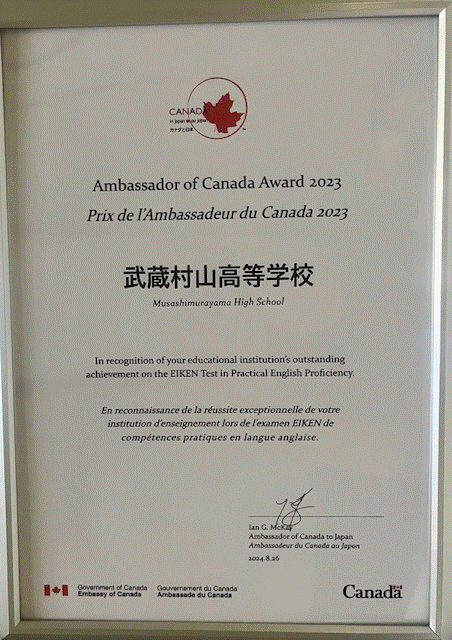 CANADA
in Japan et au Japon
カナダと日本
Ambassador of Canada Award 2023
Prix de l'Ambassadeur du Canada 2023
武蔵村山高等学校
Musashimurayama High School
In recognition of your educational institution's outstanding
achievement on the EIKEN Test in Practical English Proficiency.
En reconnaissance de la réussite exceptionnelle de votre
institution d'enseignement lors de l'examen EIKEN de
compétences pratiques en langue anglaise.
Ian G. McKay
Ambassador of Canada to Japan
Ambassadeur du Canada au Japon
2024.8.26
Government of Canada Gouvernement du Canada
Embassy of Canada Ambassade du Canada
Canada